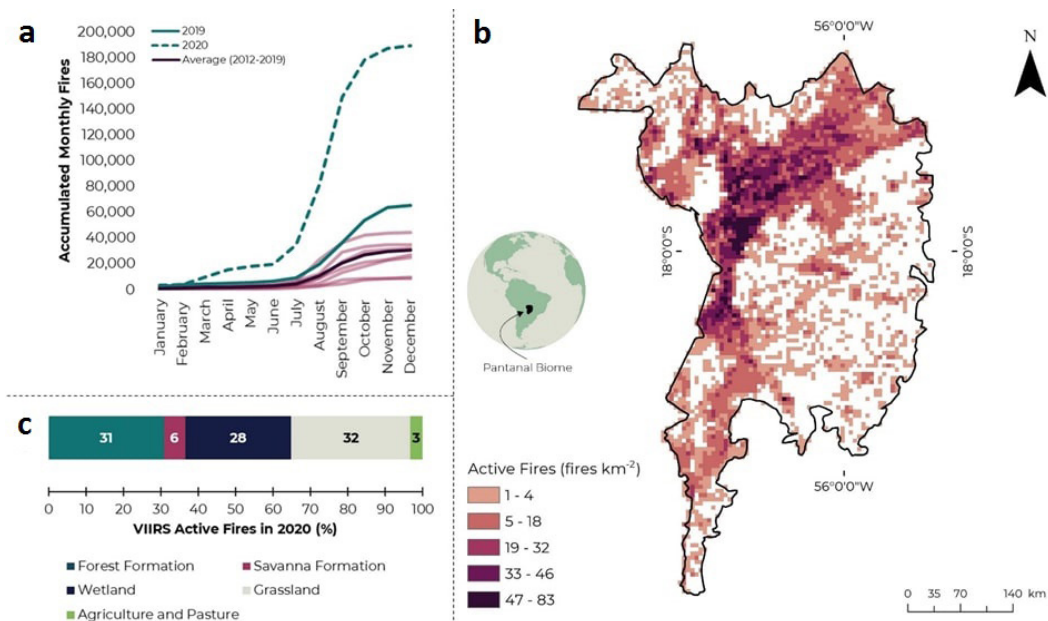 a
Accumulated Monthly Fires
200,000
180,000
160,000
140,000
120,000
100,000
80,000
60,000
40,000
20,000
0
2019
2020
Average (2012-2019)
January
February
March
April
May
June
July
August
September
October
November
December
b
56°0'0"W
N
18°0'0"S
18°0'0"S
56°0'0"W
Pantanal Biome
Active Fires (fires km-2)
1 - 4
5 - 18
19 - 32
33 - 46
47 - 83
0 35 70 140 km
c
31 6 28 32 3
0 10 20 30 40 50 60 70 80 90 100
VIIRS Active Fires in 2020 (%)
Forest Formation
Savanna Formation
Wetland
Grassland
Agriculture and Pasture